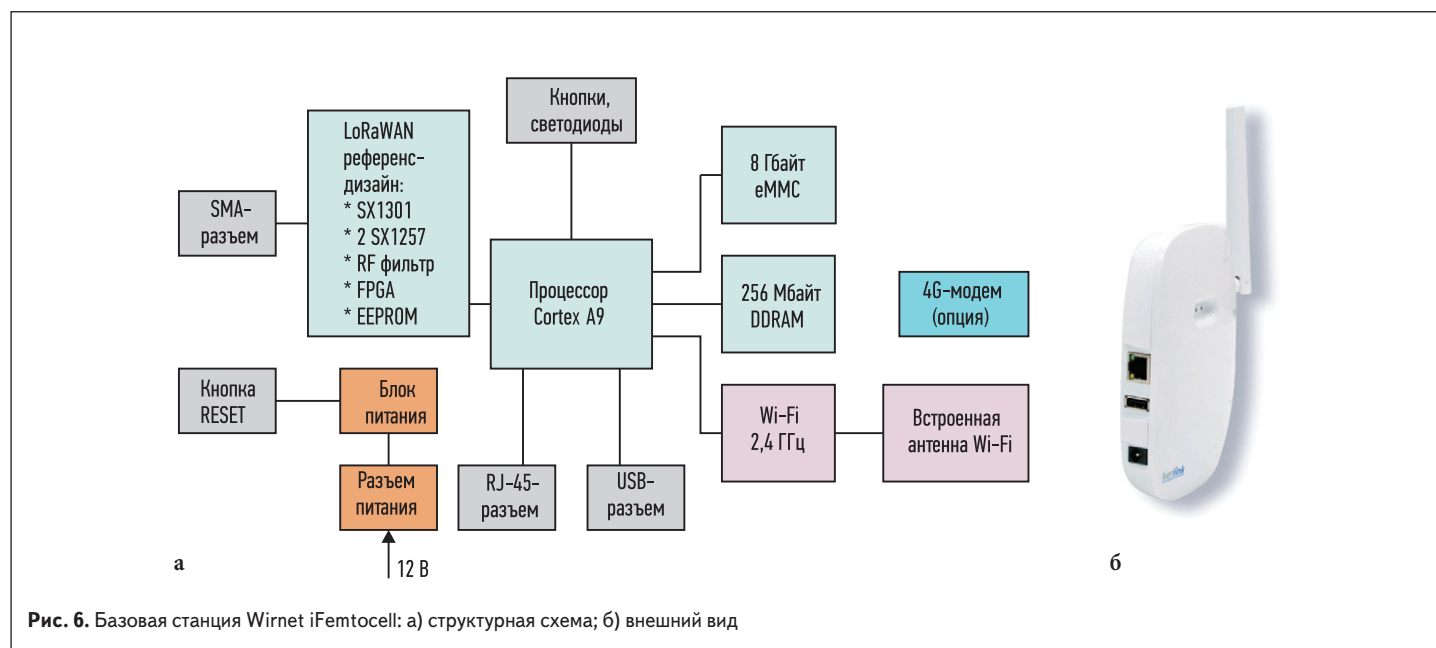 Кнопки,
светодиоды
LoRaWAN
референс-
дизайн:
* SX1301
* 2 SX1257
* RF фильтр
* FPGA
* EEPROM
8 Гбайт
eMMC
SMA-
разъем
Процессор
Cortex A9
256 Мбайт
DDRAM
4G-модем
(опция)
Кнопка
RESET
Блок
питания
Wi-Fi
2,4 ГГц
Встроенная
антенна Wi-Fi
Разъем
питания
RJ-45-
разъем
USB-
разъем
12 В
а
б
Рис. 6. Базовая станция Wirnet iFemtocell: а) структурная схема; б) внешний вид